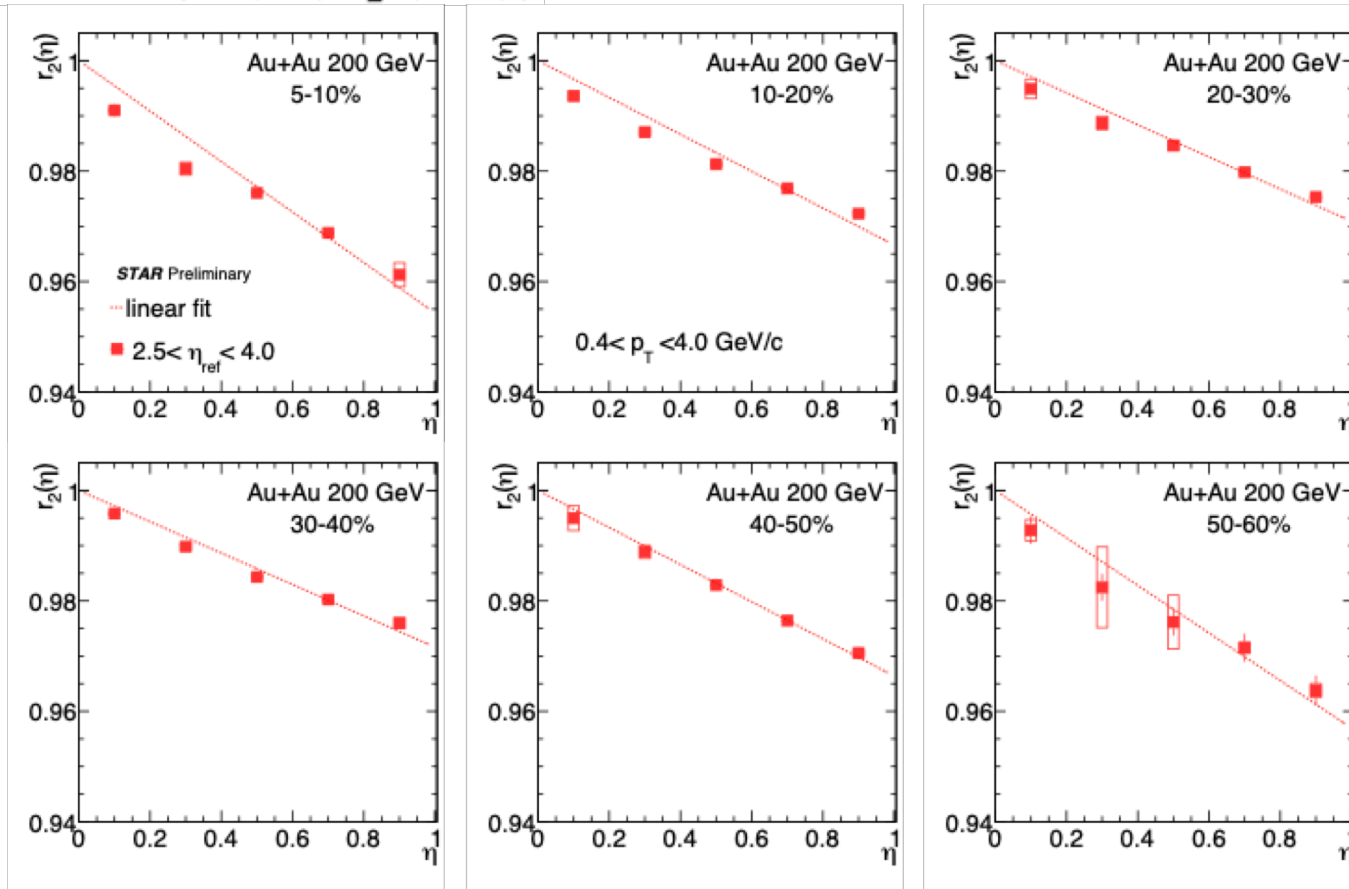 r₂(η)
1
0.98
0.96
0.94
Au+Au 200 GeV
5-10%
STAR Preliminary
linear fit
2.5< η_ref < 4.0
0 0.2 0.4 0.6 0.8 1
η
r₂(η)
1
0.98
0.96
0.94
Au+Au 200 GeV
10-20%
0.4< p_T <4.0 GeV/c
0 0.2 0.4 0.6 0.8 1
η
r₂(η)
1
0.98
0.96
0.94
Au+Au 200 GeV
20-30%
0 0.2 0.4 0.6 0.8
r₂(η)
1
0.98
0.96
0.94
Au+Au 200 GeV
30-40%
0 0.2 0.4 0.6 0.8 1
η
r₂(η)
1
0.98
0.96
0.94
Au+Au 200 GeV
40-50%
0 0.2 0.4 0.6 0.8 1
η
r₂(η)
1
0.98
0.96
0.94
Au+Au 200 GeV
50-60%
0 0.2 0.4 0.6 0.8